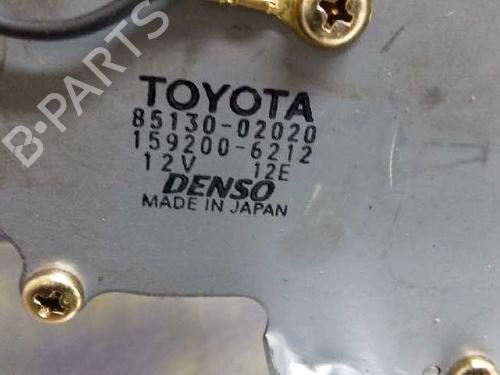 TOYOTA
85130-02020
159200-6212
12V 12E
DENSO
MADE IN JAPAN
B-PARTS